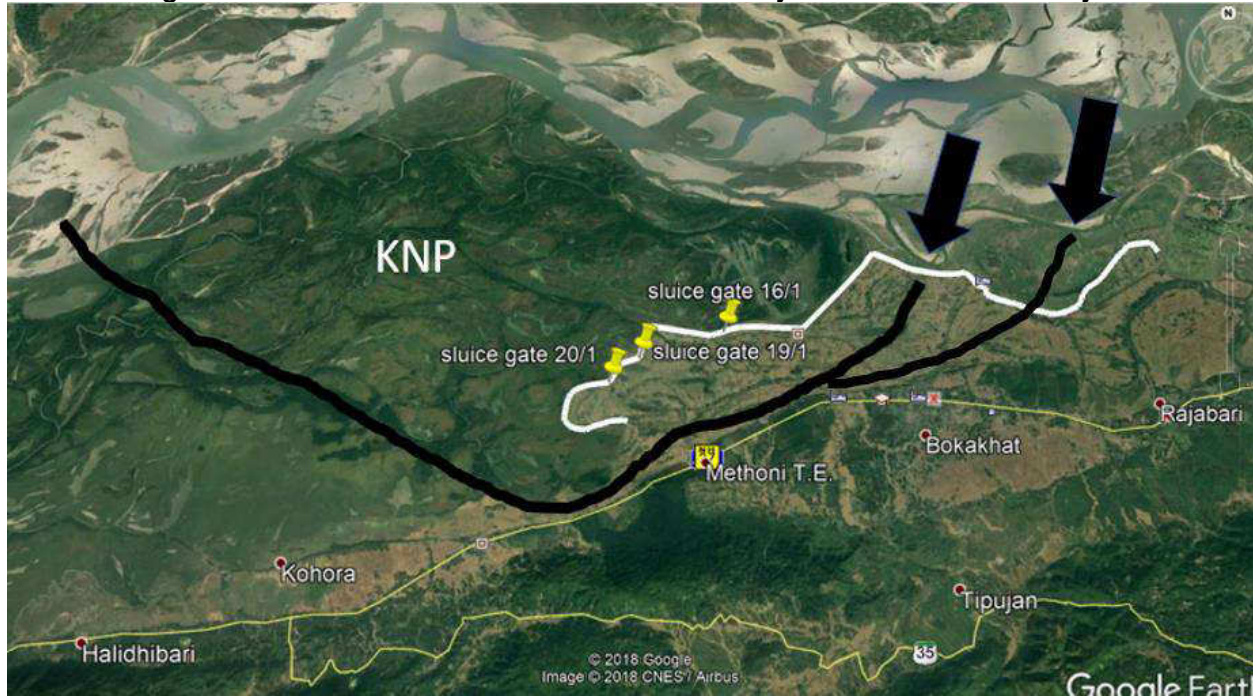 N
KNP
sluice gate 16/1
sluice gate 20/1
sluice gate 19/1
Rajabari
Bokakhat
Methoni T.E.
Kohora
Tipujan
Halidhibari
35
© 2018 Google
Image © 2018 CNES / Airbus
Google Eart